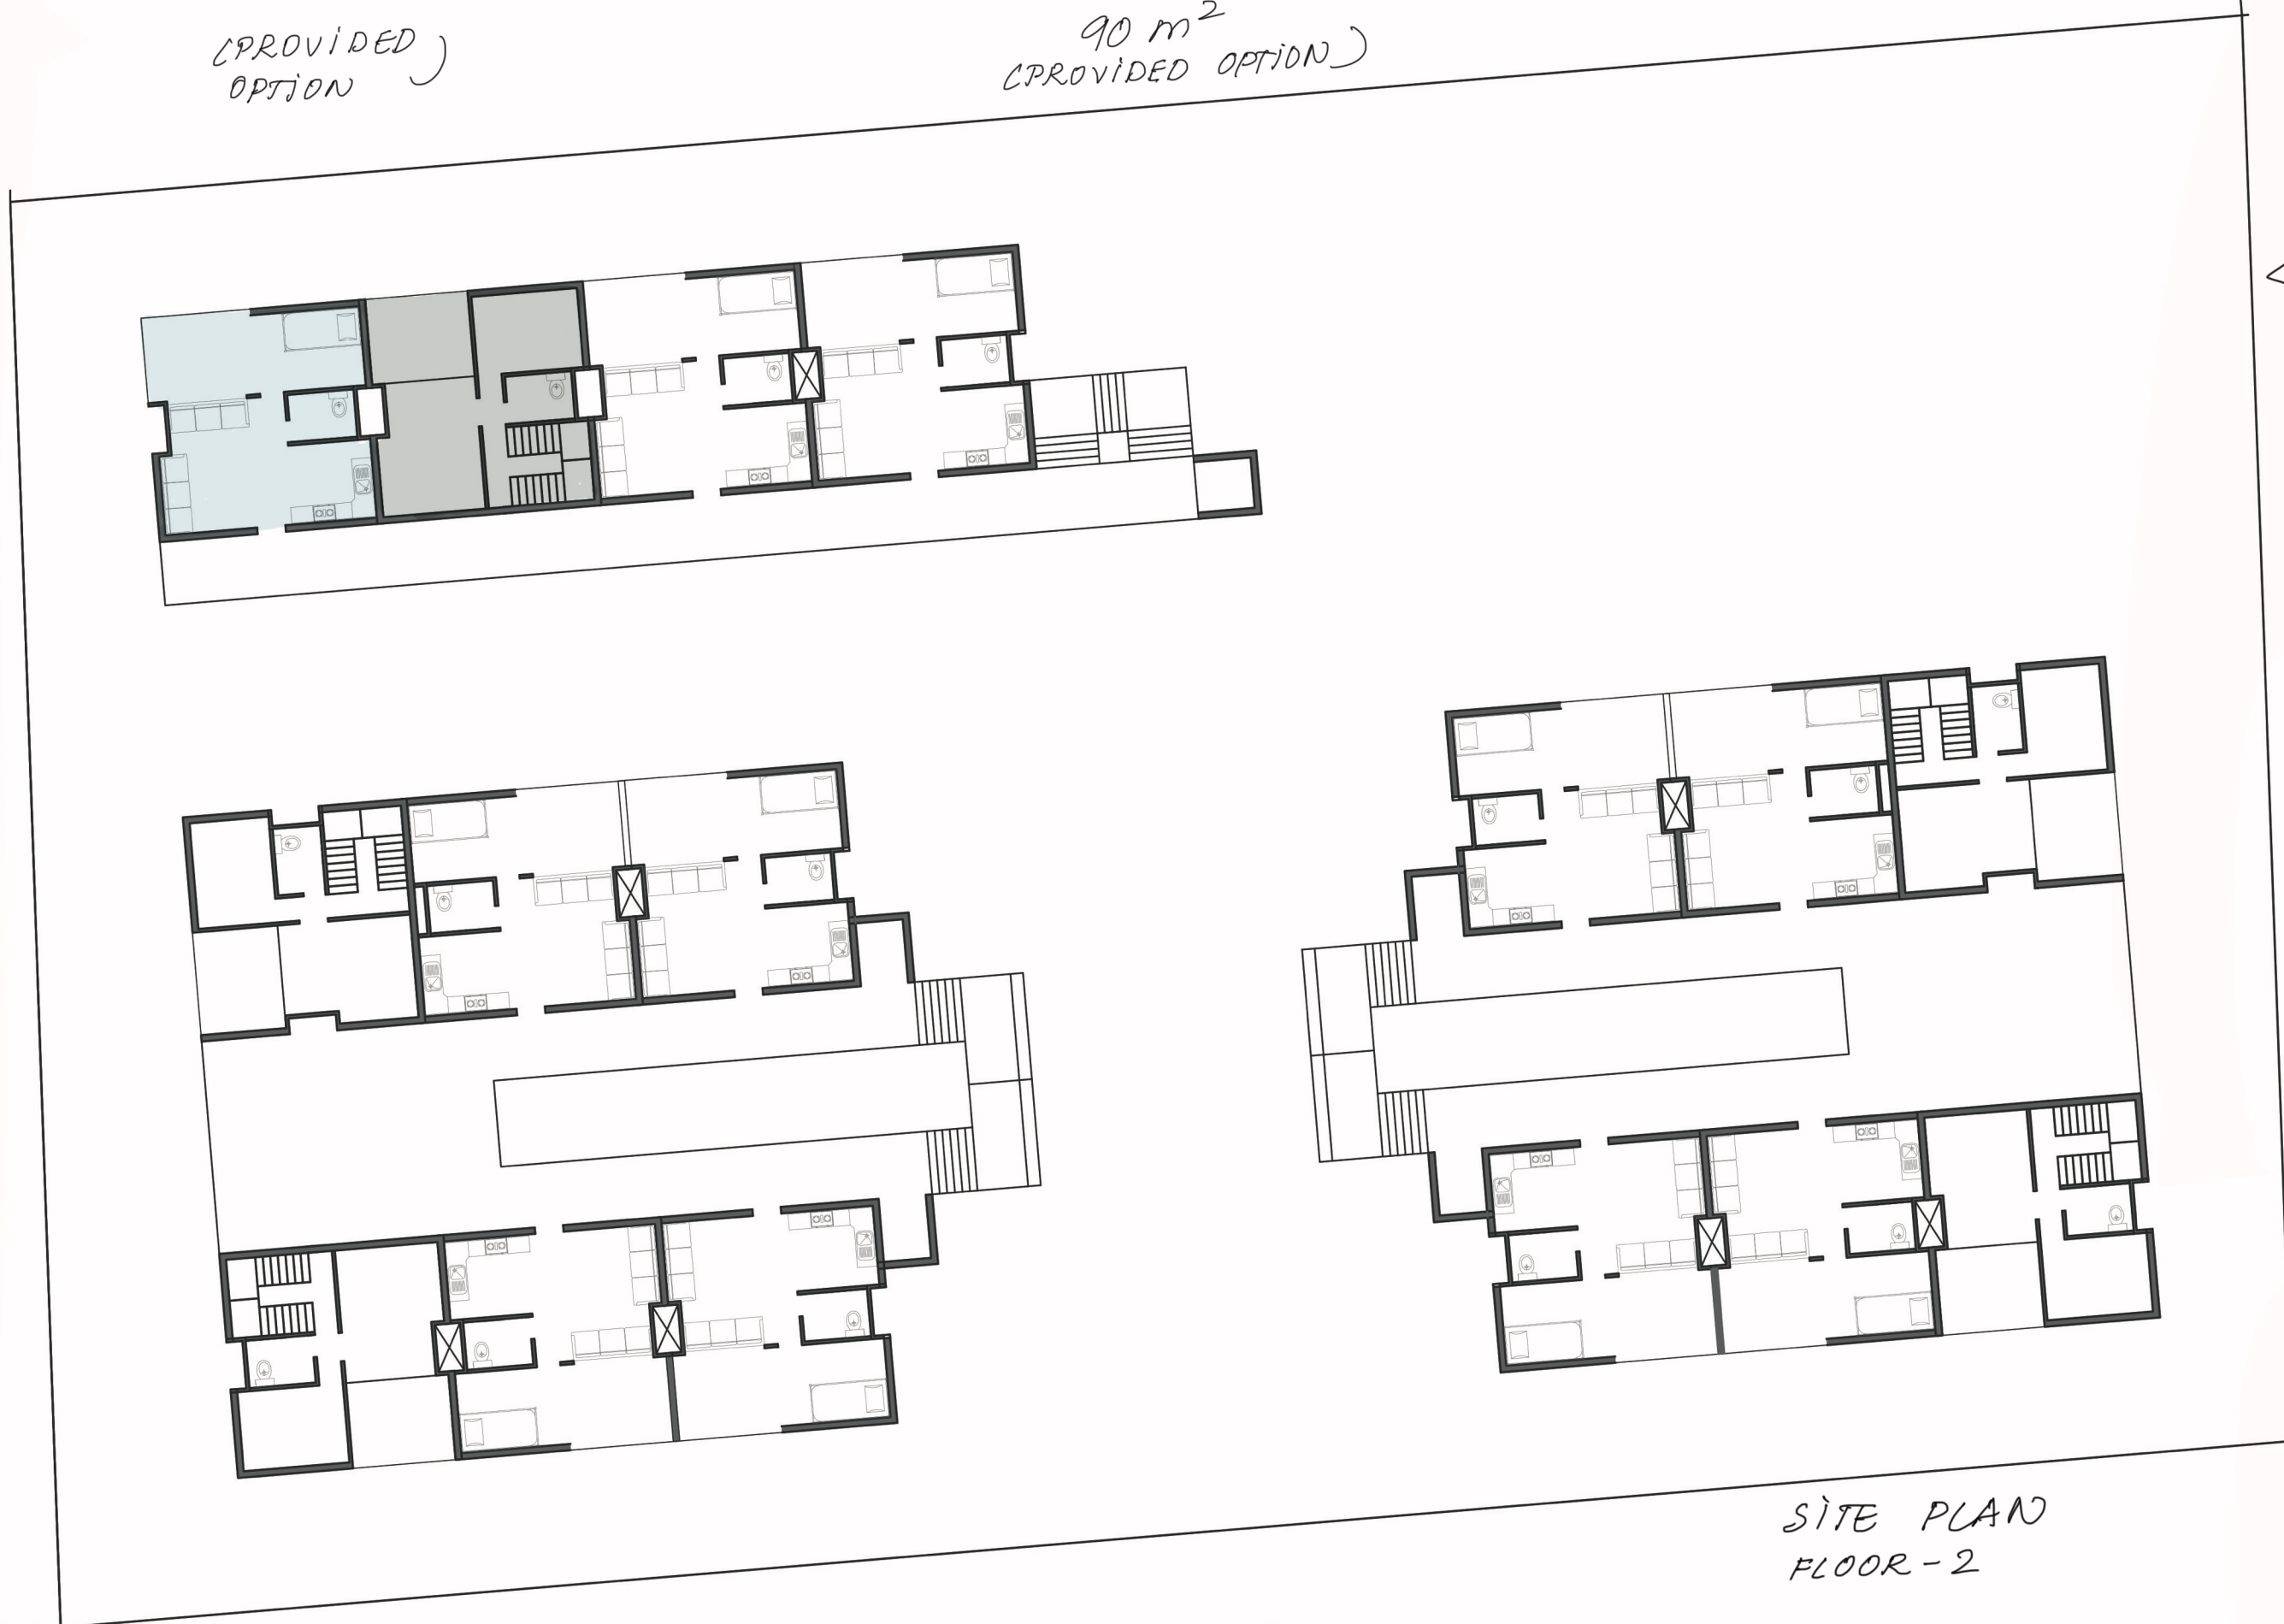 (PROVIDED
OPTION)
90 m²
(PROVIDED OPTION)
SITE PLAN
FLOOR-2